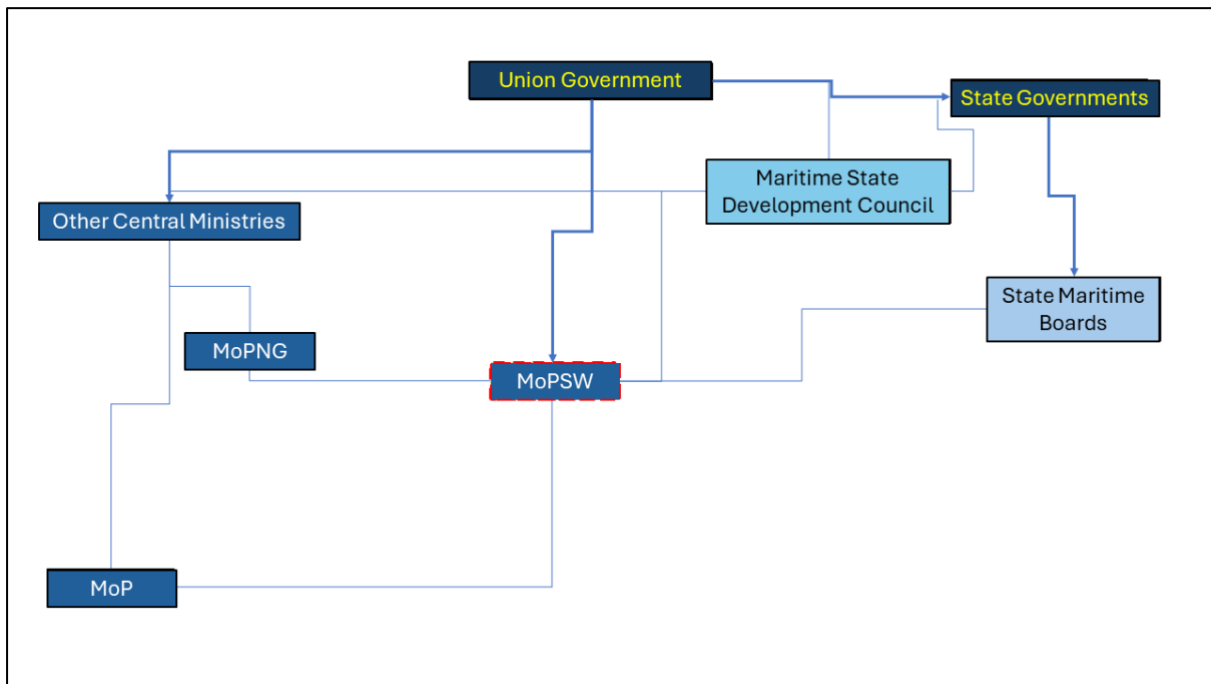 Union Government
State Governments
Maritime State
Development Council
Other Central Ministries
State Maritime
Boards
MoPNG
MoPSW
MoP